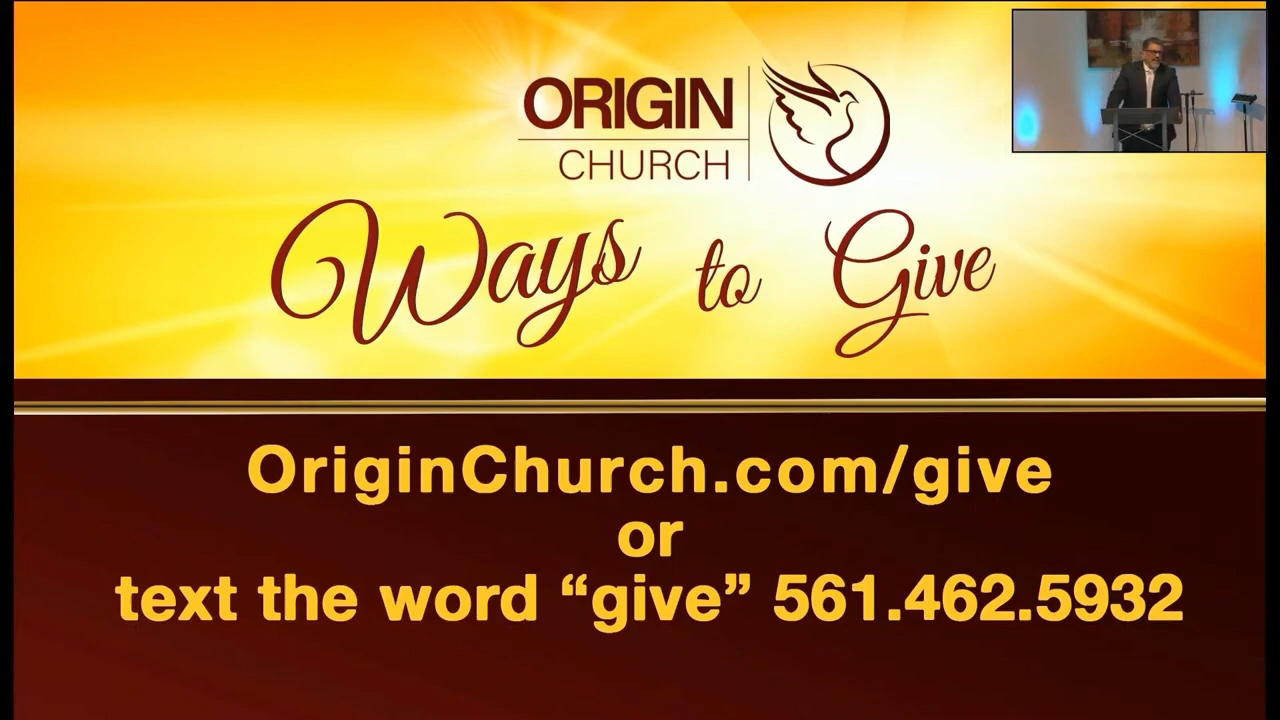 ORIGIN
CHURCH
Ways to Give
OriginChurch.com/give
or
text the word “give” 561.462.5932